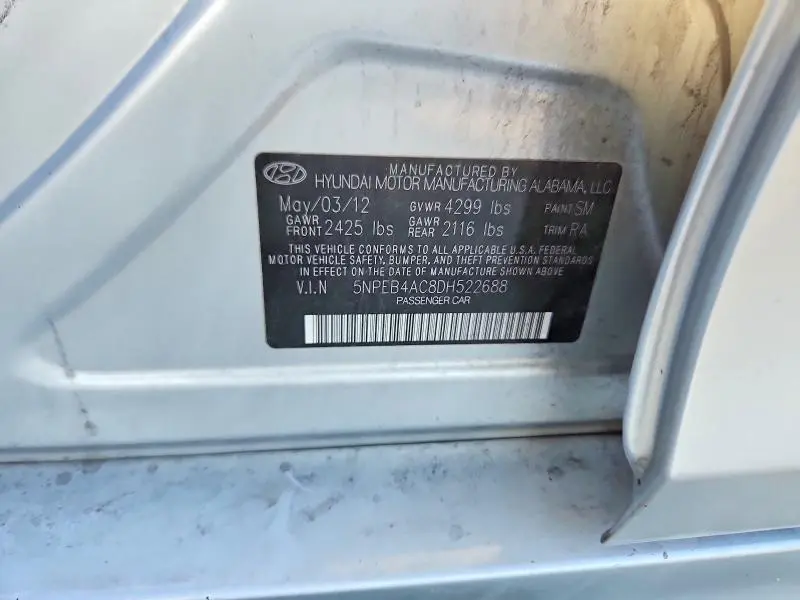 MANUFACTURED BY
HYUNDAI MOTOR MANUFACTURING ALABAMA, LLC
May/03/12 GVWR 4299 lbs PAINT SM
GAWR FRONT 2425 lbs GAWR REAR 2116 lbs TRIM RA
THIS VEHICLE CONFORMS TO ALL APPLICABLE U.S.A. FEDERAL
MOTOR VEHICLE SAFETY, BUMPER, AND THEFT PREVENTION STANDARDS
IN EFFECT ON THE DATE OF MANUFACTURE SHOWN ABOVE
V.I.N 5NPEB4AC8DH522688
PASSENGER CAR